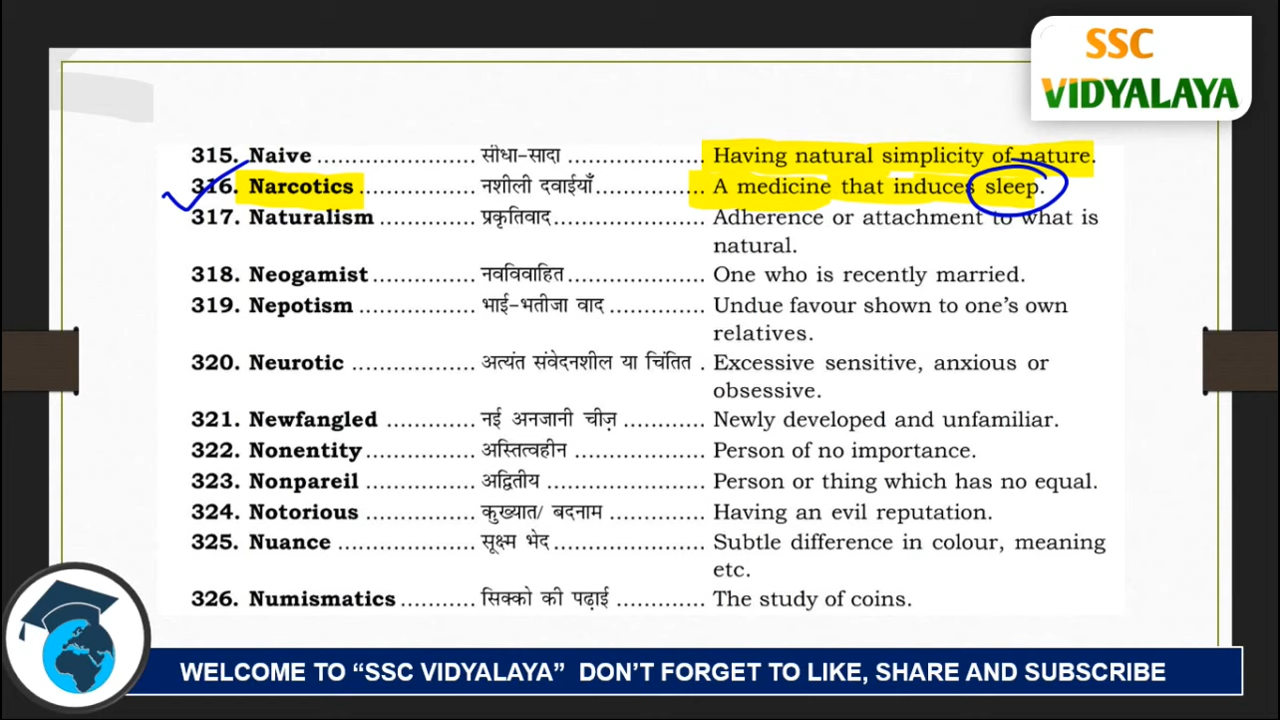 SSC
VIDYALAYA
315. Naive ........................ सीधा-सादा ..................... Having natural simplicity of nature.
316. Narcotics ................. नशीली दवाईयाँ ................ A medicine that induces sleep.
317. Naturalism ............... प्रकृतिवाद ....................... Adherence or attachment to what is
natural.
318. Neogamist ................ नवविवाहित ..................... One who is recently married.
319. Nepotism .................. भाई-भतीजा वाद .............. Undue favour shown to one's own
relatives.
320. Neurotic ................... अत्यंत संवेदनशील या चिंतित . Excessive sensitive, anxious or
obsessive.
321. Newfangled .............. नई अनजानी चीज़ ............. Newly developed and unfamiliar.
322. Nonentity ................. अस्तित्वहीन .................... Person of no importance.
323. Nonpareil ................. अद्वितीय ........................ Person or thing which has no equal.
324. Notorious ................. कुख्यात/ बदनाम .............. Having an evil reputation.
325. Nuance ..................... सूक्ष्म भेद ....................... Subtle difference in colour, meaning
etc.
326. Numismatics ............ सिक्को की पढ़ाई .............. The study of coins.
WELCOME TO “SSC VIDYALAYA” DON’T FORGET TO LIKE, SHARE AND SUBSCRIBE